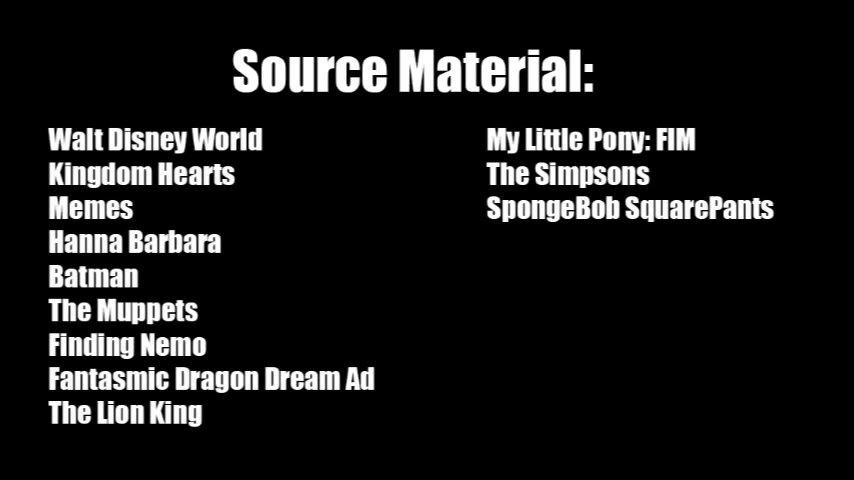 Source Material:
Walt Disney World
Kingdom Hearts
Memes
Hanna Barbara
Batman
The Muppets
Finding Nemo
Fantasmic Dragon Dream Ad
The Lion King
My Little Pony: FIM
The Simpsons
SpongeBob SquarePants